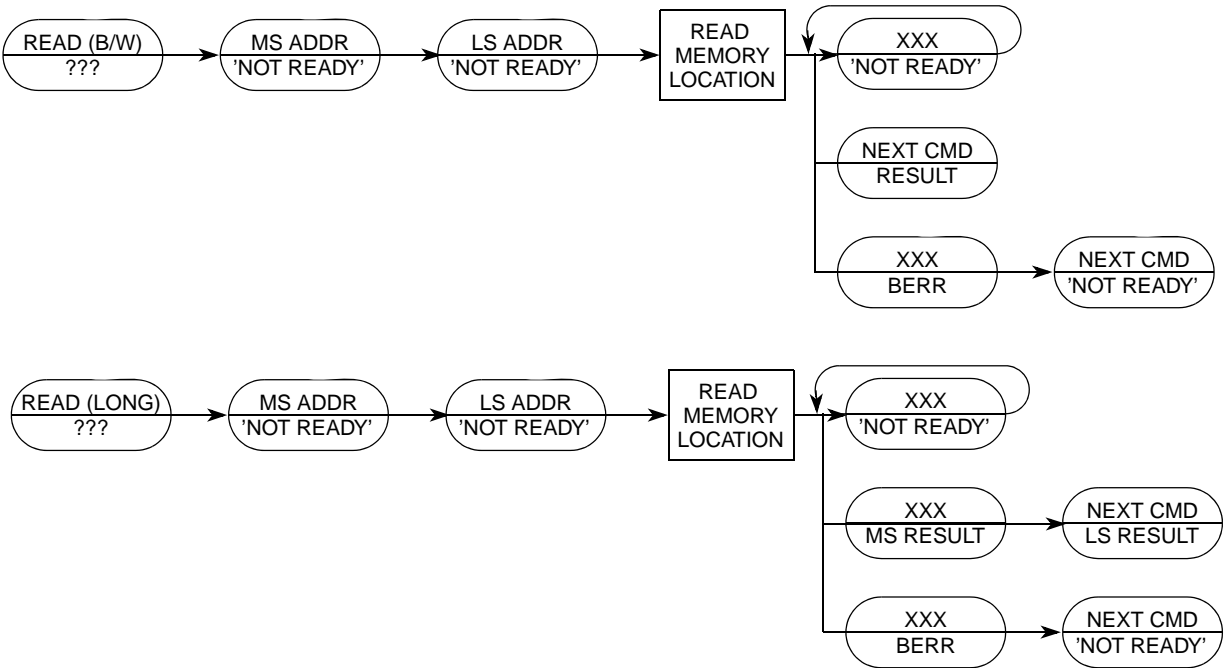 READ (B/W)
???
MS ADDR
'NOT READY'
LS ADDR
'NOT READY'
READ
MEMORY
LOCATION
XXX
'NOT READY'
NEXT CMD
RESULT
XXX
BERR
NEXT CMD
'NOT READY'
READ (LONG)
???
MS ADDR
'NOT READY'
LS ADDR
'NOT READY'
READ
MEMORY
LOCATION
XXX
'NOT READY'
XXX
MS RESULT
NEXT CMD
LS RESULT
XXX
BERR
NEXT CMD
'NOT READY'